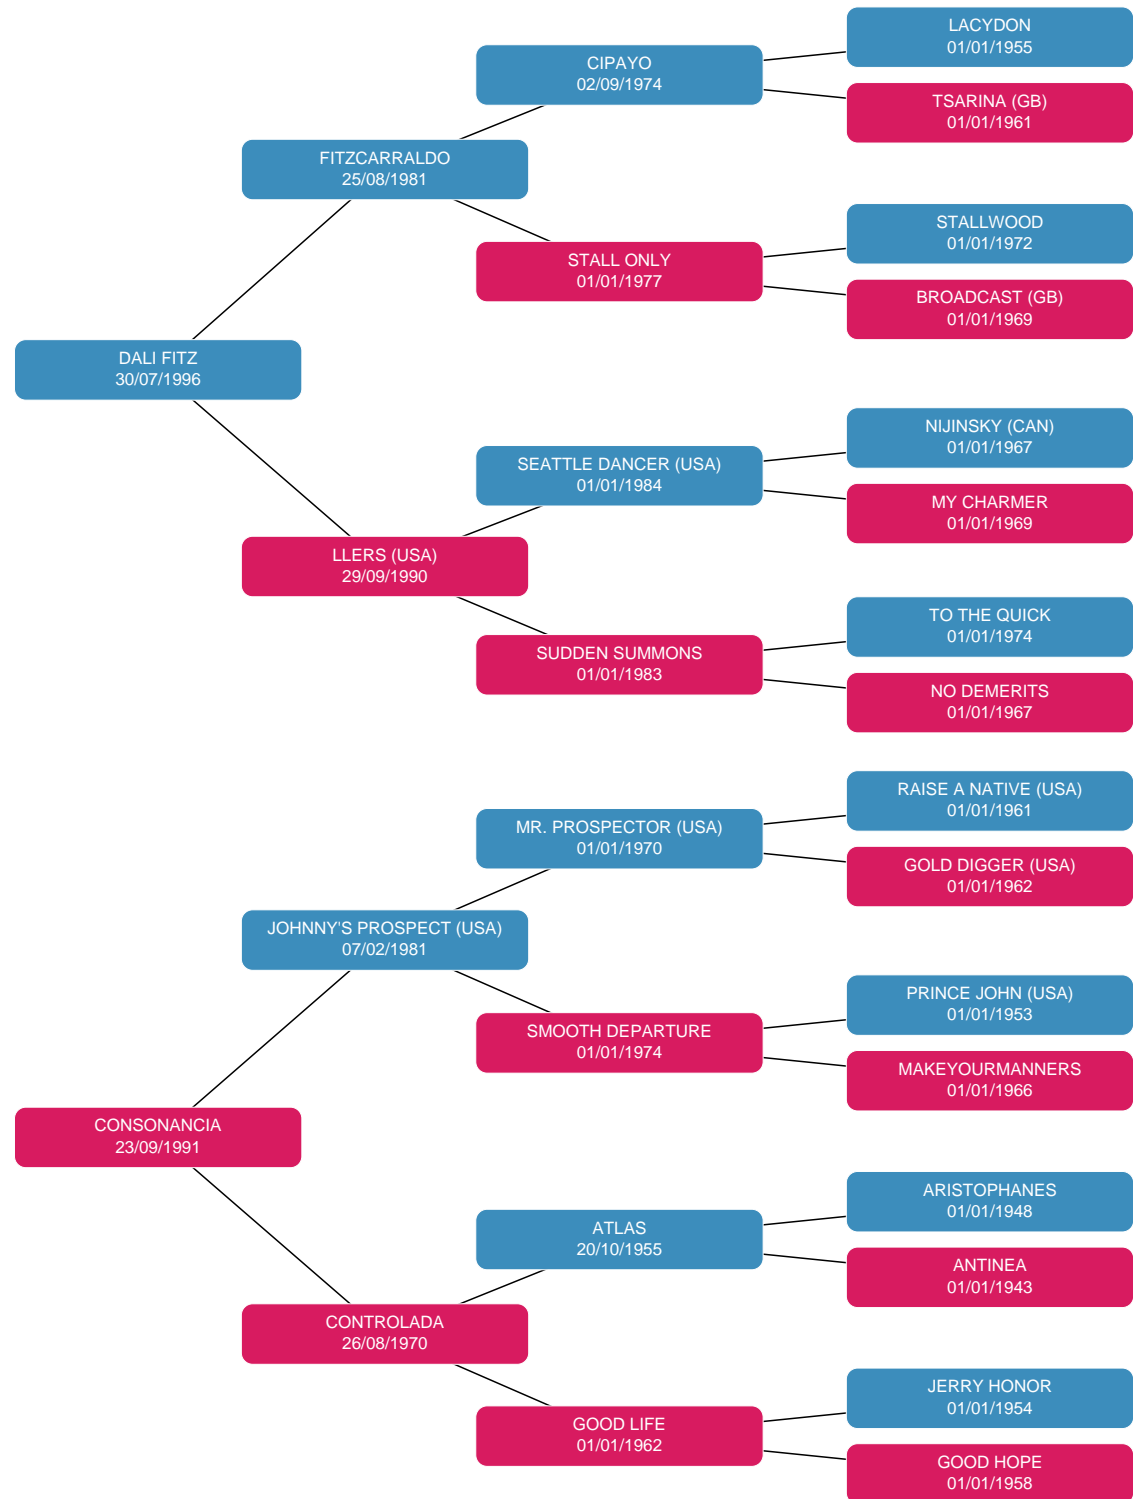 LACYDON
01/01/1955
CIPAYO
02/09/1974
TSARINA (GB)
01/01/1961
FITZCARRALDO
25/08/1981
STALLWOOD
01/01/1972
STALL ONLY
01/01/1977
BROADCAST (GB)
01/01/1969
DALI FITZ
30/07/1996
NIJINSKY (CAN)
01/01/1967
SEATTLE DANCER (USA)
01/01/1984
MY CHARMER
01/01/1969
LLERS (USA)
29/09/1990
TO THE QUICK
01/01/1974
SUDDEN SUMMONS
01/01/1983
NO DEMERITS
01/01/1967
RAISE A NATIVE (USA)
01/01/1961
MR. PROSPECTOR (USA)
01/01/1970
GOLD DIGGER (USA)
01/01/1962
JOHNNY'S PROSPECT (USA)
07/02/1981
PRINCE JOHN (USA)
01/01/1953
SMOOTH DEPARTURE
01/01/1974
MAKEYOURMANNERS
01/01/1966
CONSONANCIA
23/09/1991
ARISTOPHANES
01/01/1948
ATLAS
20/10/1955
ANTINEA
01/01/1943
CONTROLADA
26/08/1970
JERRY HONOR
01/01/1954
GOOD LIFE
01/01/1962
GOOD HOPE
01/01/1958